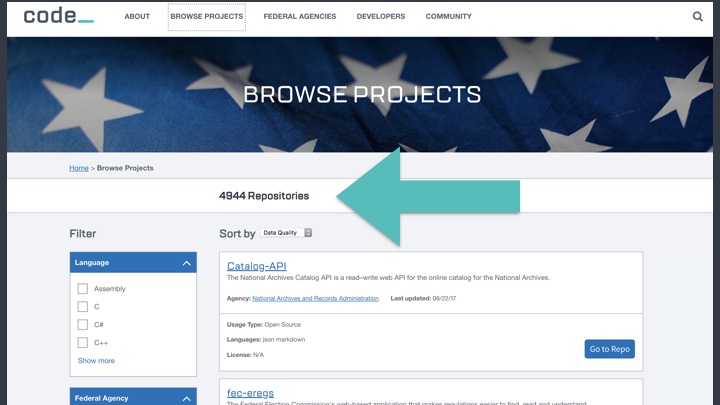 code_
ABOUT
BROWSE PROJECTS
FEDERAL AGENCIES
DEVELOPERS
COMMUNITY
BROWSE PROJECTS
Home > Browse Projects
4944 Repositories
Filter
Sort by Data Quality
Language
Assembly
C
C#
C++
Show more
Federal Agency
Catalog-API
The National Archives Catalog API is a read-write web API for the online catalog for the National Archives.
Agency: National Archives and Records Administration Last updated: 06/22/17
Usage Type: Open Source
Languages: json markdown
License: N/A
Go to Repo
fec-eregs
The Federal Election Commission's web-based application that makes regulations easier to find, read and understand